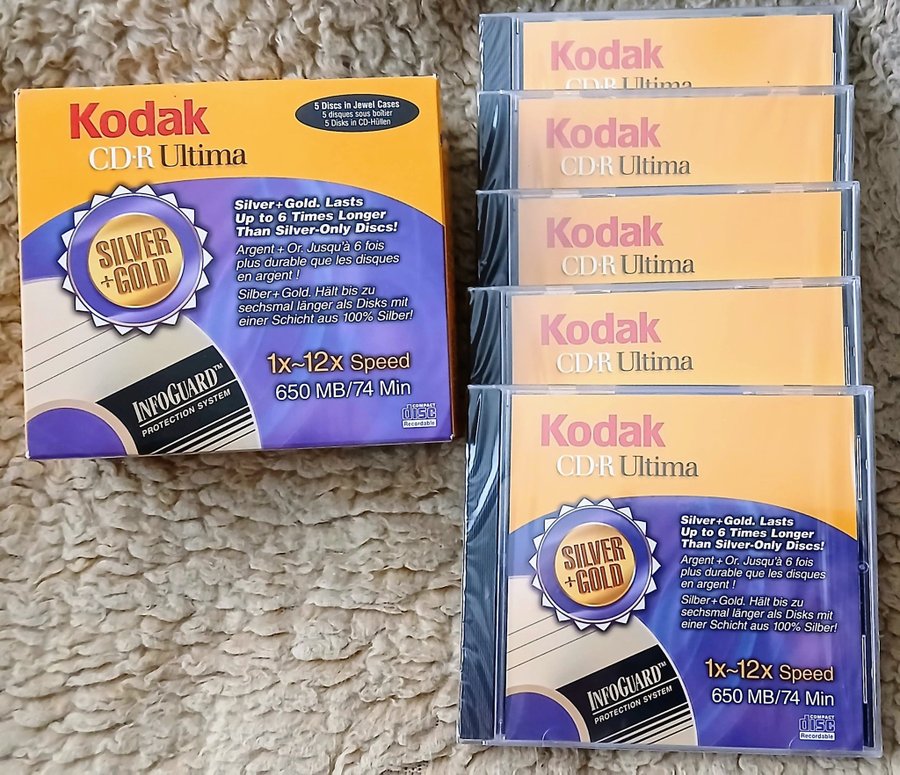 Kodak
CD-R Ultima
5 Discs in Jewel Cases
5 disques sous boîtier
5 Disks in CD-Hüllen
SILVER
+GOLD
Silver+Gold. Lasts
Up to 6 Times Longer
Than Silver-Only Discs!
Argent + Or. Jusqu'à 6 fois
plus durable que les disques
en argent !
Silber+Gold. Hält bis zu
sechsmal länger als Disks mit
einer Schicht aus 100% Silber!
1x~12x Speed
650 MB/74 Min
INFOGUARD™
PROTECTION SYSTEM
COMPACT
disc
Recordable
Kodak
CD-R Ultima
Kodak
CD-R Ultima
Kodak
CD-R Ultima
Kodak
CD-R Ultima
Kodak
CD-R Ultima
SILVER
+GOLD
Silver+Gold. Lasts
Up to 6 Times Longer
Than Silver-Only Discs!
Argent + Or. Jusqu'à 6 fois
plus durable que les disques
en argent !
Silber+Gold. Hält bis zu
sechsmal länger als Disks mit
einer Schicht aus 100% Silber!
1x~12x Speed
650 MB/74 Min
INFOGUARD™
PROTECTION SYSTEM
COMPACT
disc
Recordable